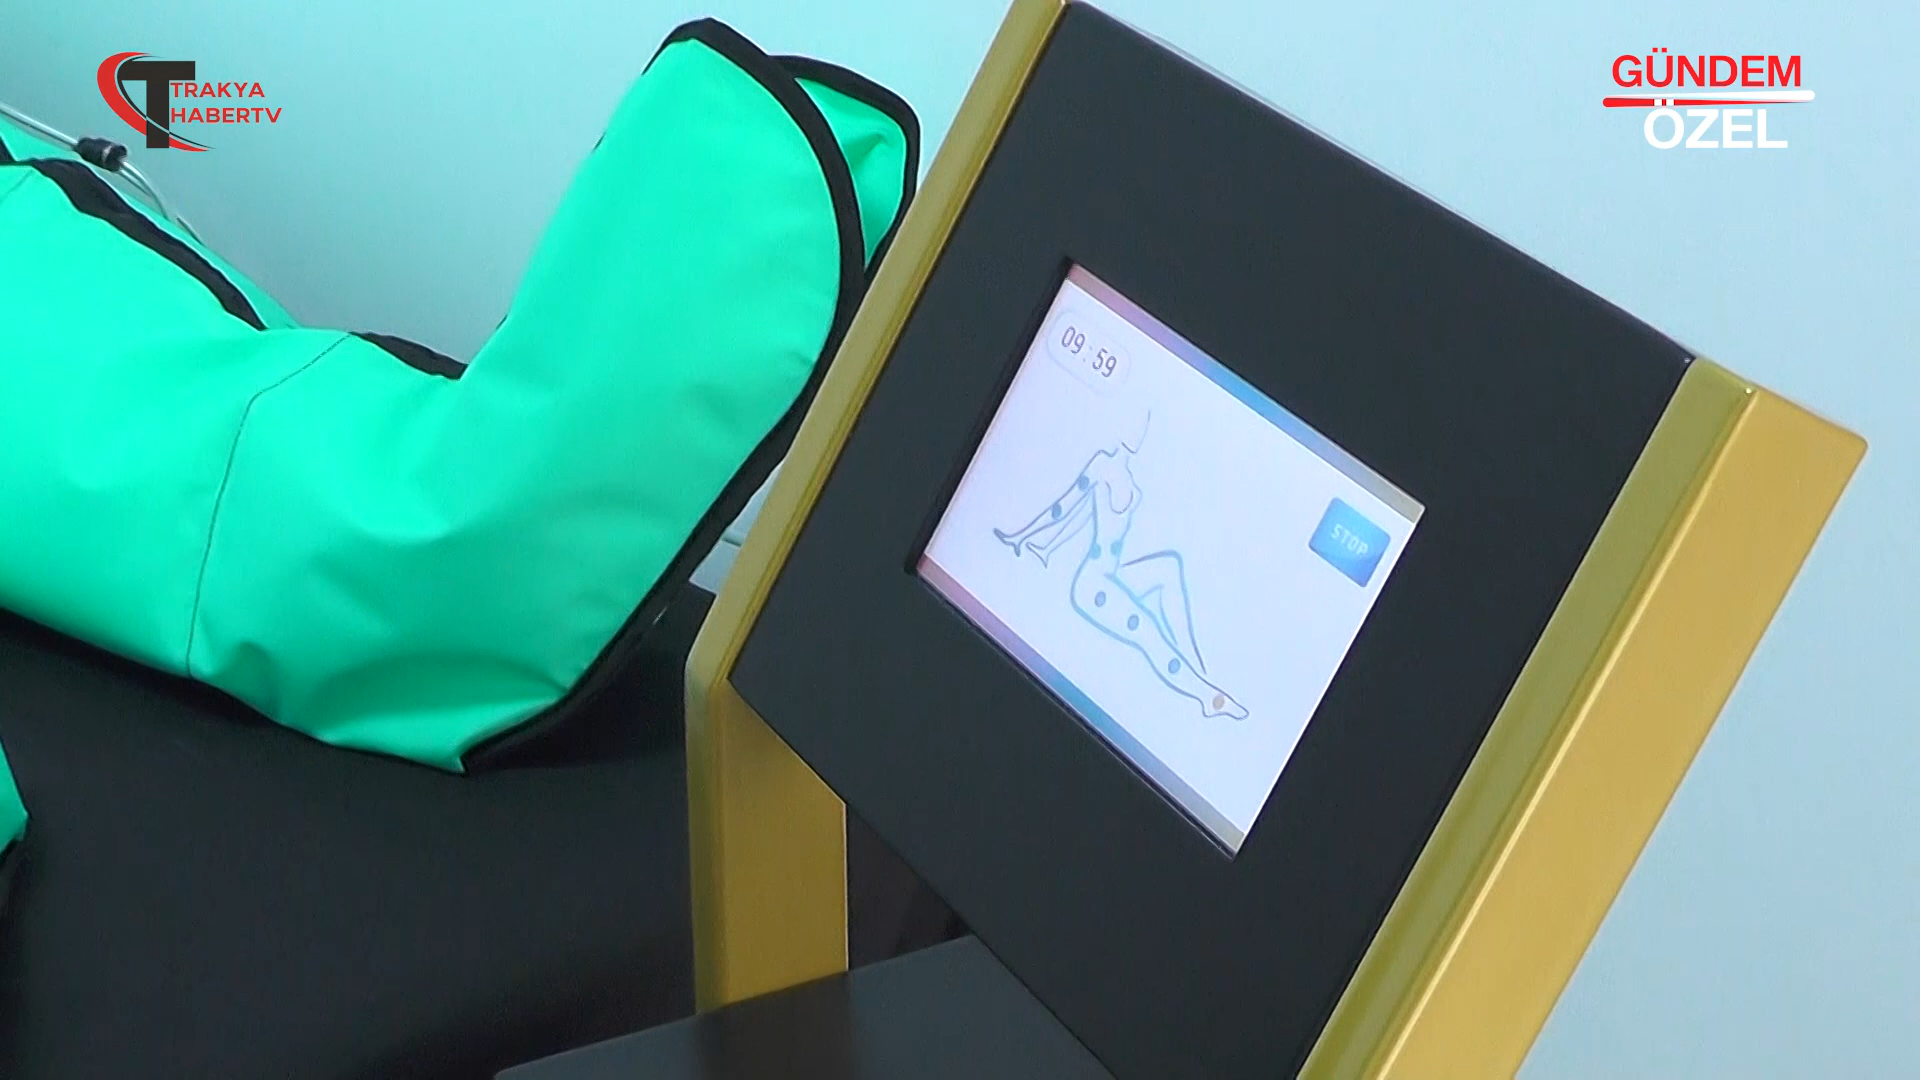 TRAKYA
HABERTV
GÜNDEM
ÖZEL
09:59
STOP